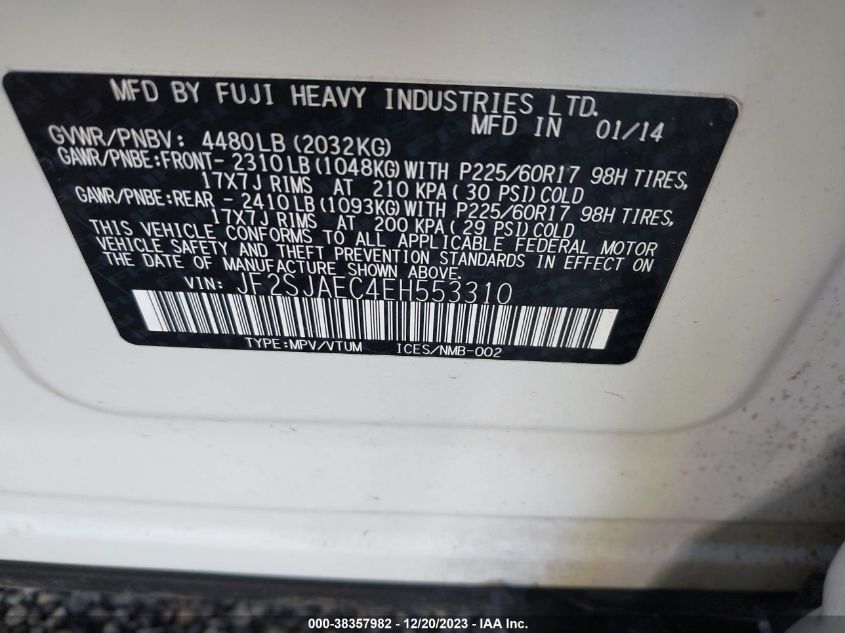 MFD BY FUJI HEAVY INDUSTRIES LTD.
MFD IN 01/14
GVWR/PNBV: 4480LB (2032KG)
GAWR/PNBE:FRONT- 2310LB (1048KG) WITH P225/60R17 98H TIRES,
17X7J RIMS AT 210 KPA (30 PSI) COLD
GAWR/PNBE:REAR - 2410LB (1093KG) WITH P225/60R17 98H TIRES,
17X7J RIMS AT 200 KPA (29 PSI) COLD
THIS VEHICLE CONFORMS TO ALL APPLICABLE FEDERAL MOTOR
VEHICLE SAFETY AND THEFT PREVENTION STANDARDS IN EFFECT ON
THE DATE OF MANUFACTURE SHOWN ABOVE.
VIN: JF2SJAEC4EH553310
TYPE:MPV/VTUM ICES/NMB-002
000-38357982 - 12/20/2023 - IAA Inc.